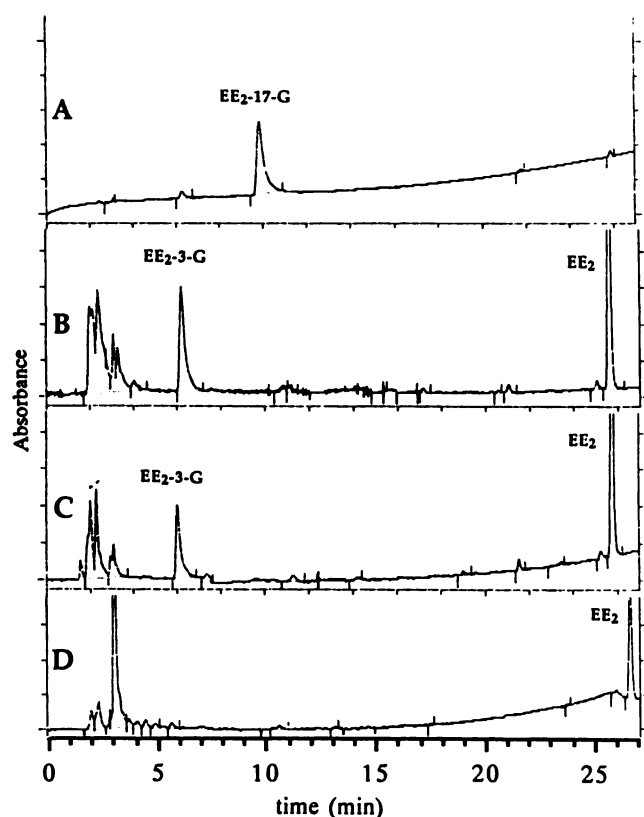 EE2-17-G
A
EE2-3-G
EE2
B
EE2-3-G
EE2
C
EE2
D
Absorbance
0 5 10 15 20 25
time (min)